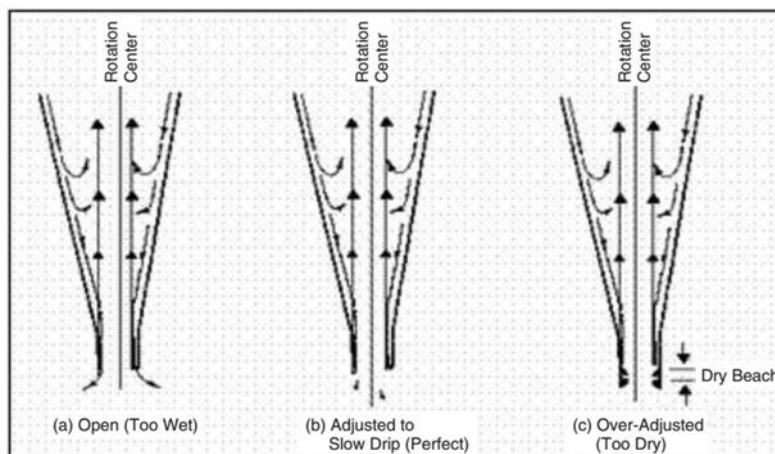 Rotation
Center
Rotation
Center
Rotation
Center
Dry Beach
(a) Open (Too Wet)
(b) Adjusted to
Slow Drip (Perfect)
(c) Over-Adjusted
(Too Dry)